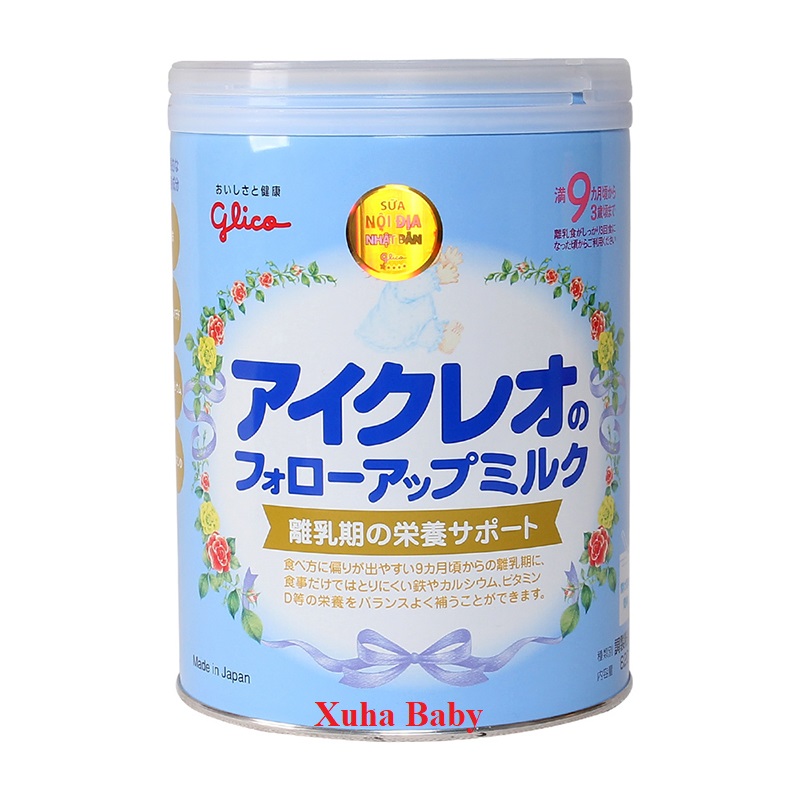 おいしさと健康
glico
SỮA
NỘI ĐỊA
NHẬT BẢN
glico
満9カ月頃から
3歳頃まで
離乳食がしっかり3回食に
なった頃からご利用ください
アイクレオの
フォローアップミルク
離乳期の栄養サポート
食べ方に偏りが出やすい9カ月頃からの離乳期に、
食事だけではとりにくい鉄やカルシウム、ビタミン
D等の栄養をバランスよく補うことができます。
Made in Japan
Xuha Baby